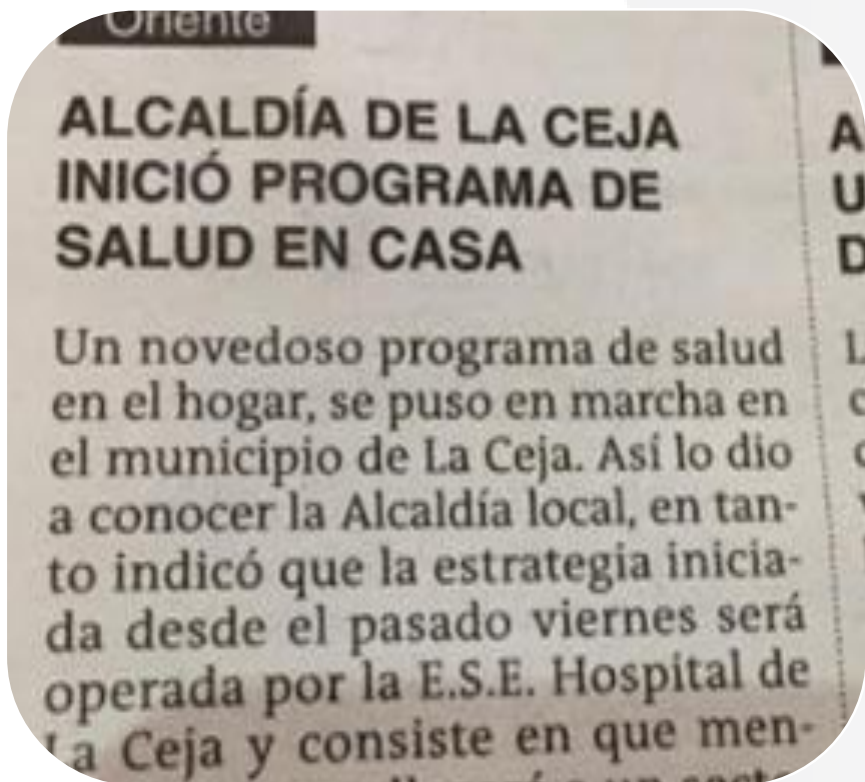 Oriente
ALCALDÍA DE LA CEJA
INICIÓ PROGRAMA DE
SALUD EN CASA
Un novedoso programa de salud
en el hogar, se puso en marcha en
el municipio de La Ceja. Así lo dio
a conocer la Alcaldía local, en tan-
to indicó que la estrategia inicia-
da desde el pasado viernes será
operada por la E.S.E. Hospital de
La Ceja y consiste en que men-
A
U
D
L